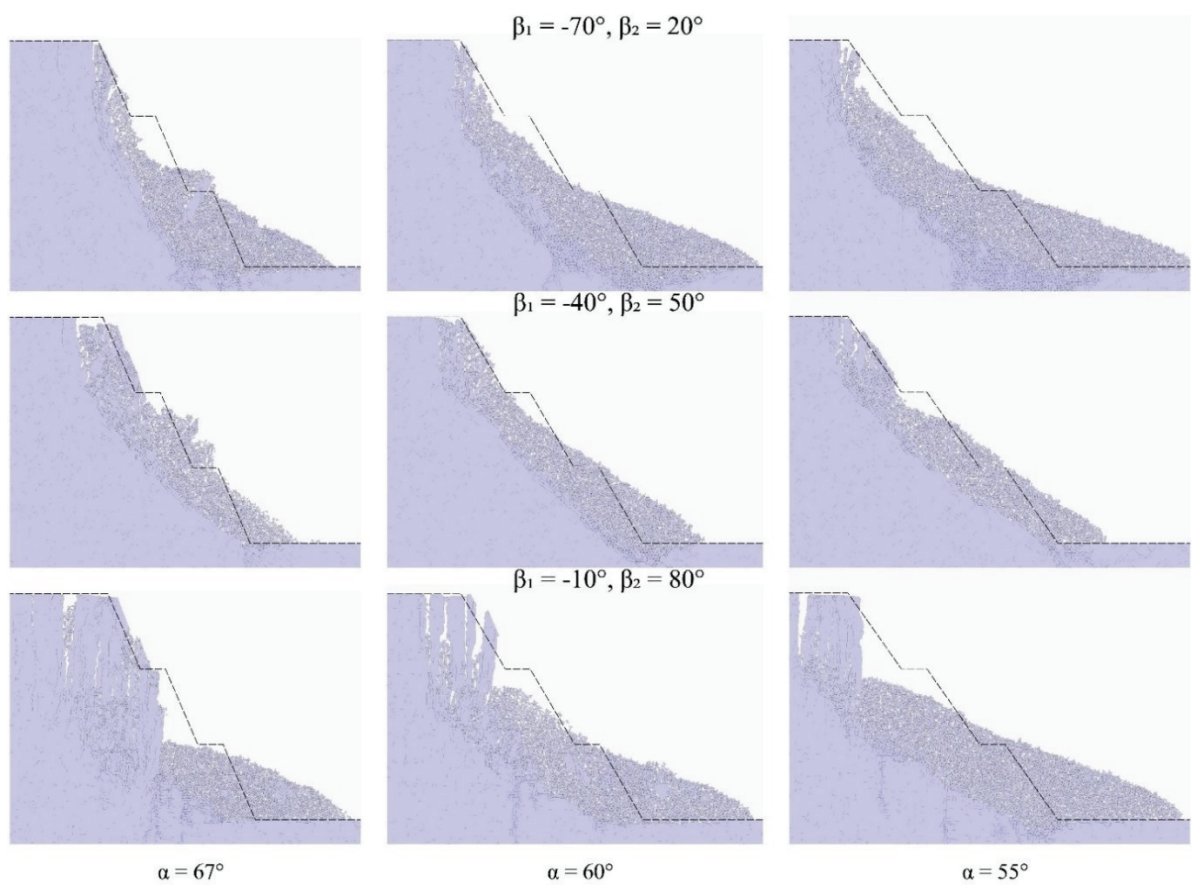 β₁ = -70°, β₂ = 20°
β₁ = -40°, β₂ = 50°
β₁ = -10°, β₂ = 80°
α = 67°
α = 60°
α = 55°